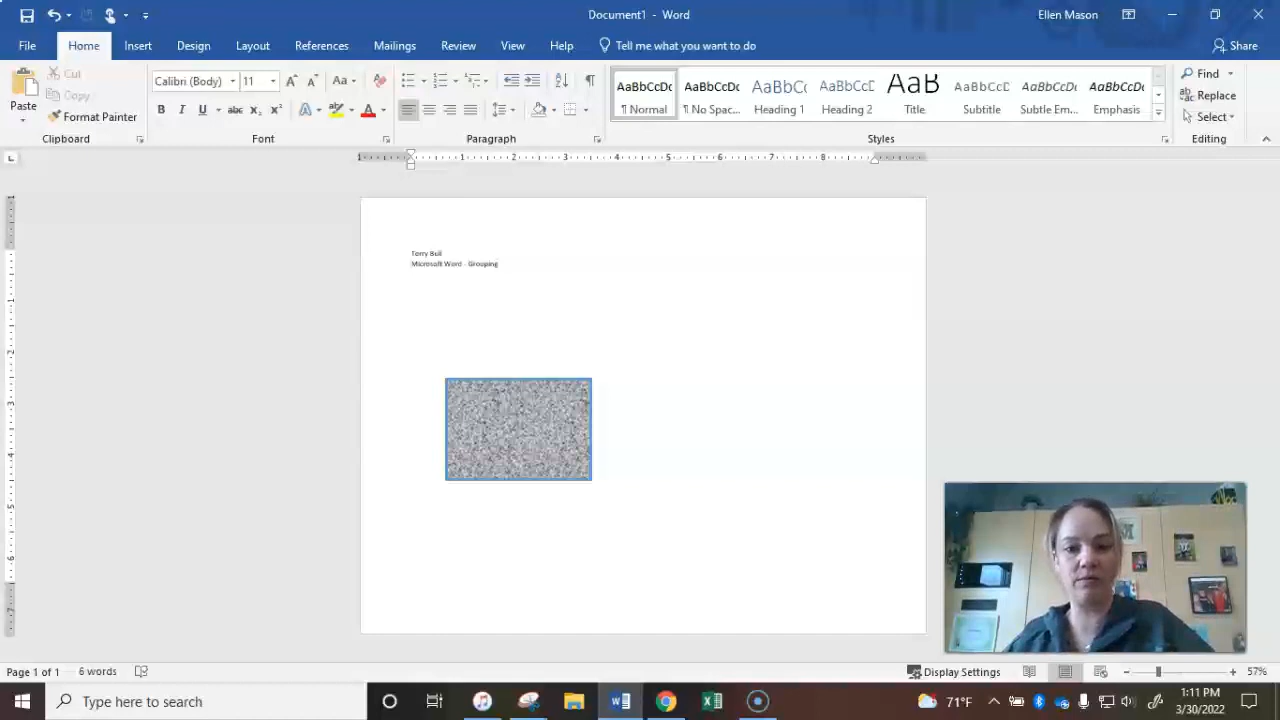 Document1 - Word
Ellen Mason
File Home Insert Design Layout References Mailings Review View Help Tell me what you want to do
Share
Paste
Cut
Copy
Format Painter
Clipboard
Calibri (Body) 11
Font
Paragraph
AaBbCcDc AaBbCcDc AaBbCc AaBbCcD AaB AaBbCcD AaBbCcDc AaBbCcDc
¶ Normal ¶ No Spac... Heading 1 Heading 2 Title Subtitle Subtle Em... Emphasis
Styles
Find
Replace
Select
Editing
Terry Bull
Microsoft Word - Grouping
Page 1 of 1 6 words
Display Settings
57%
Type here to search
71°F
1:11 PM
3/30/2022